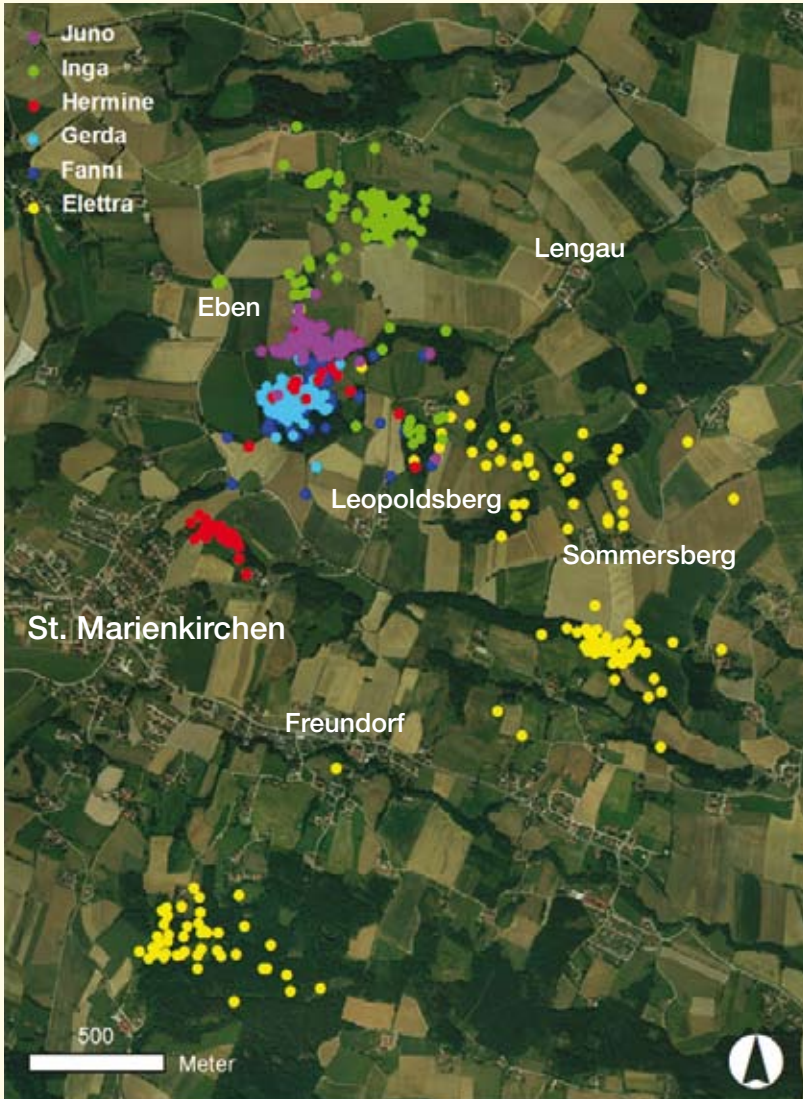 Juno
Inga
Hermine
Gerda
Fanni
Elettra
Lengau
Eben
Leopoldsberg
Sommersberg
St. Marienkirchen
Freundorf
500
Meter